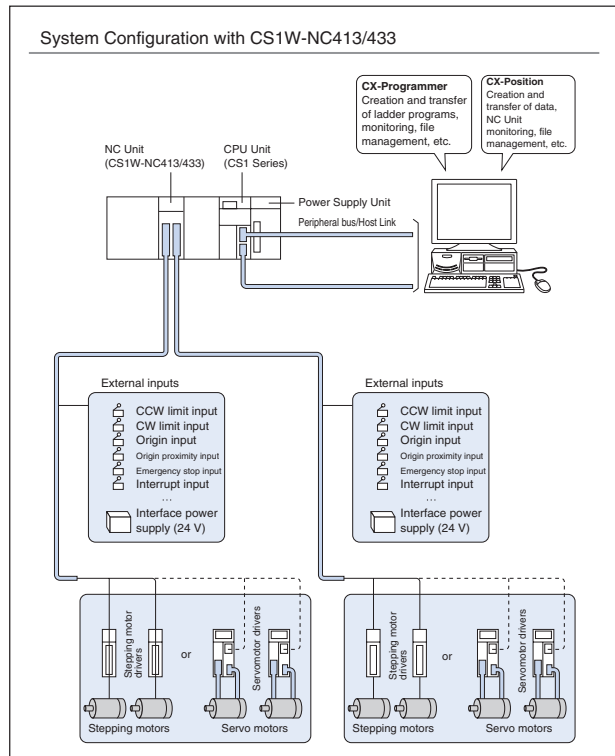 System Configuration with CS1W-NC413/433
CX-Programmer
Creation and transfer
of ladder programs,
monitoring, file
management, etc.
CX-Position
Creation and
transfer of data,
NC Unit
monitoring, file
management, etc.
NC Unit
(CS1W-NC413/433)
CPU Unit
(CS1 Series)
Power Supply Unit
Peripheral bus/Host Link
External inputs
CCW limit input
CW limit input
Origin input
Origin proximity input
Emergency stop input
Interrupt input
...
Interface power
supply (24 V)
External inputs
CCW limit input
CW limit input
Origin input
Origin proximity input
Emergency stop input
Interrupt input
...
Interface power
supply (24 V)
Stepping motor
drivers
or
Servomotor drivers
Stepping motors
Servo motors
Stepping motor
drivers
or
Servomotor drivers
Stepping motors
Servo motors